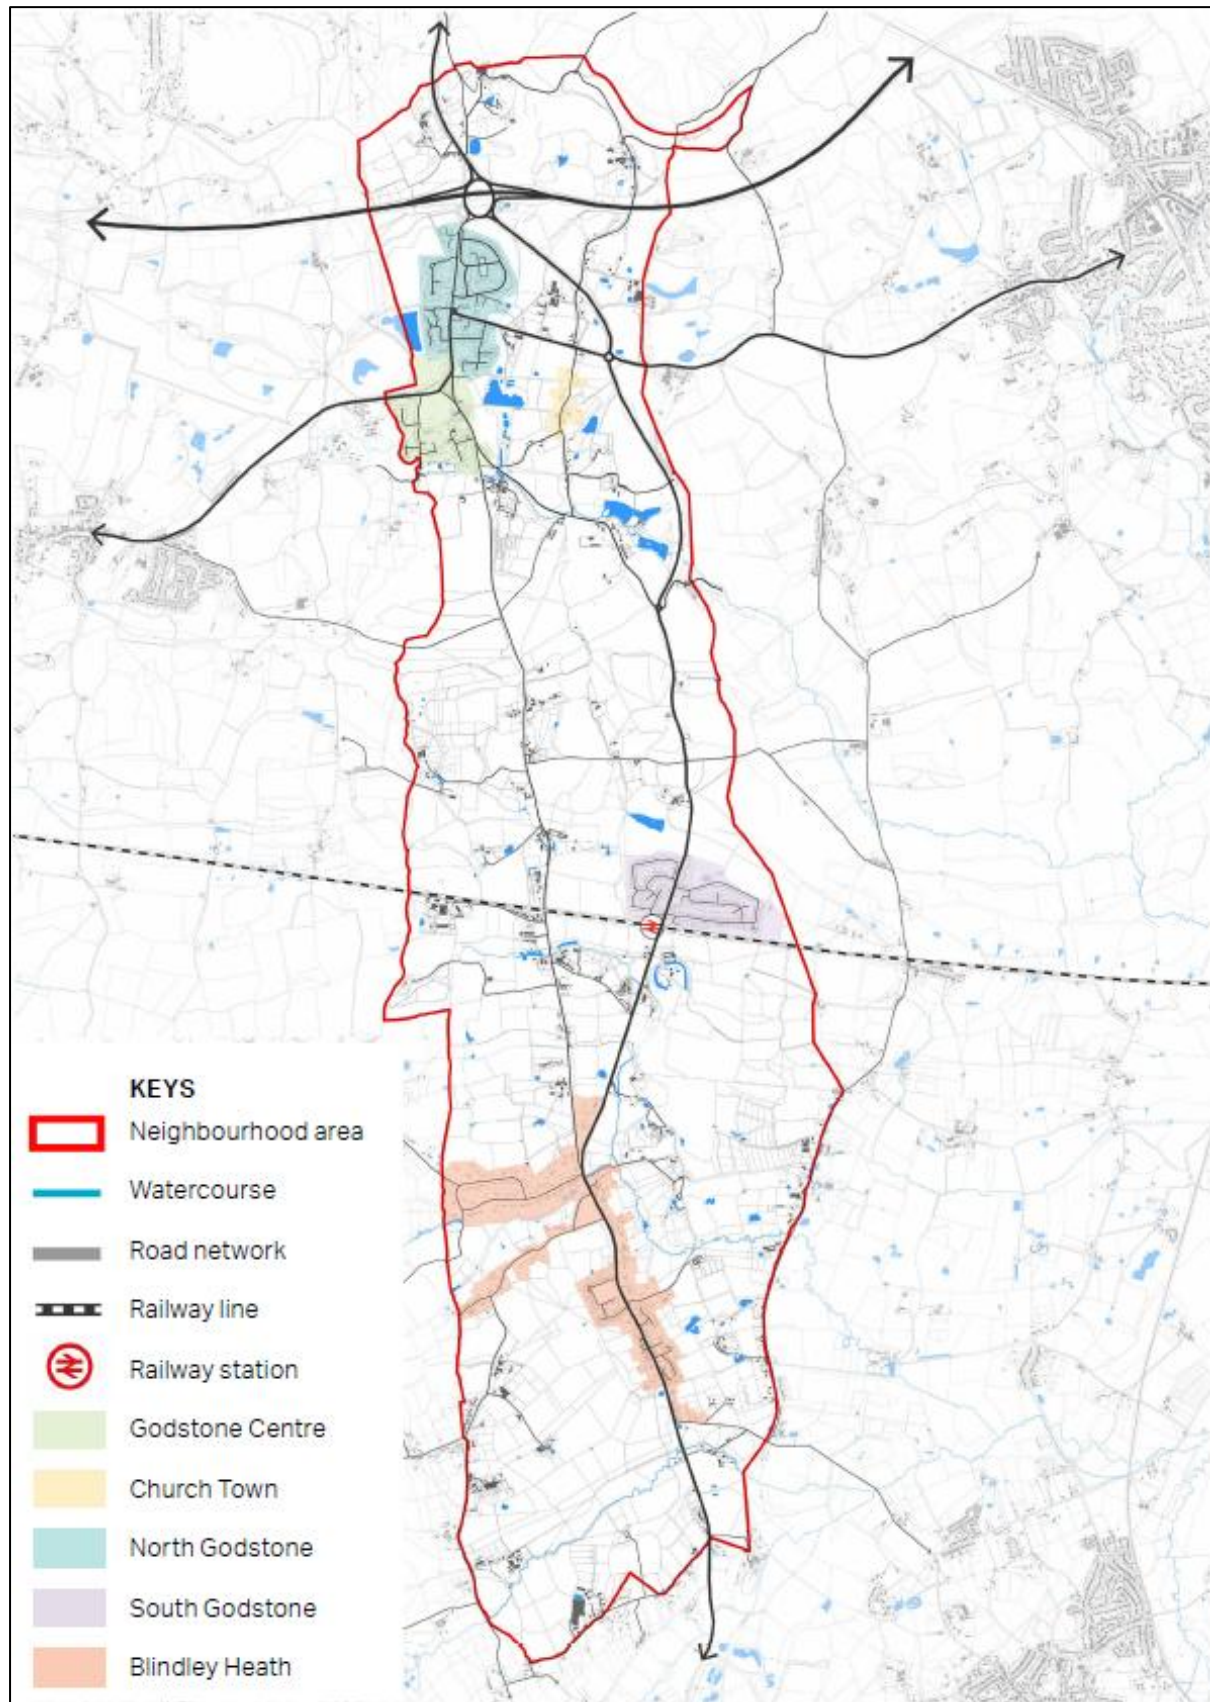 KEYS
Neighbourhood area
Watercourse
Road network
Railway line
Railway station
Godstone Centre
Church Town
North Godstone
South Godstone
Blindley Heath